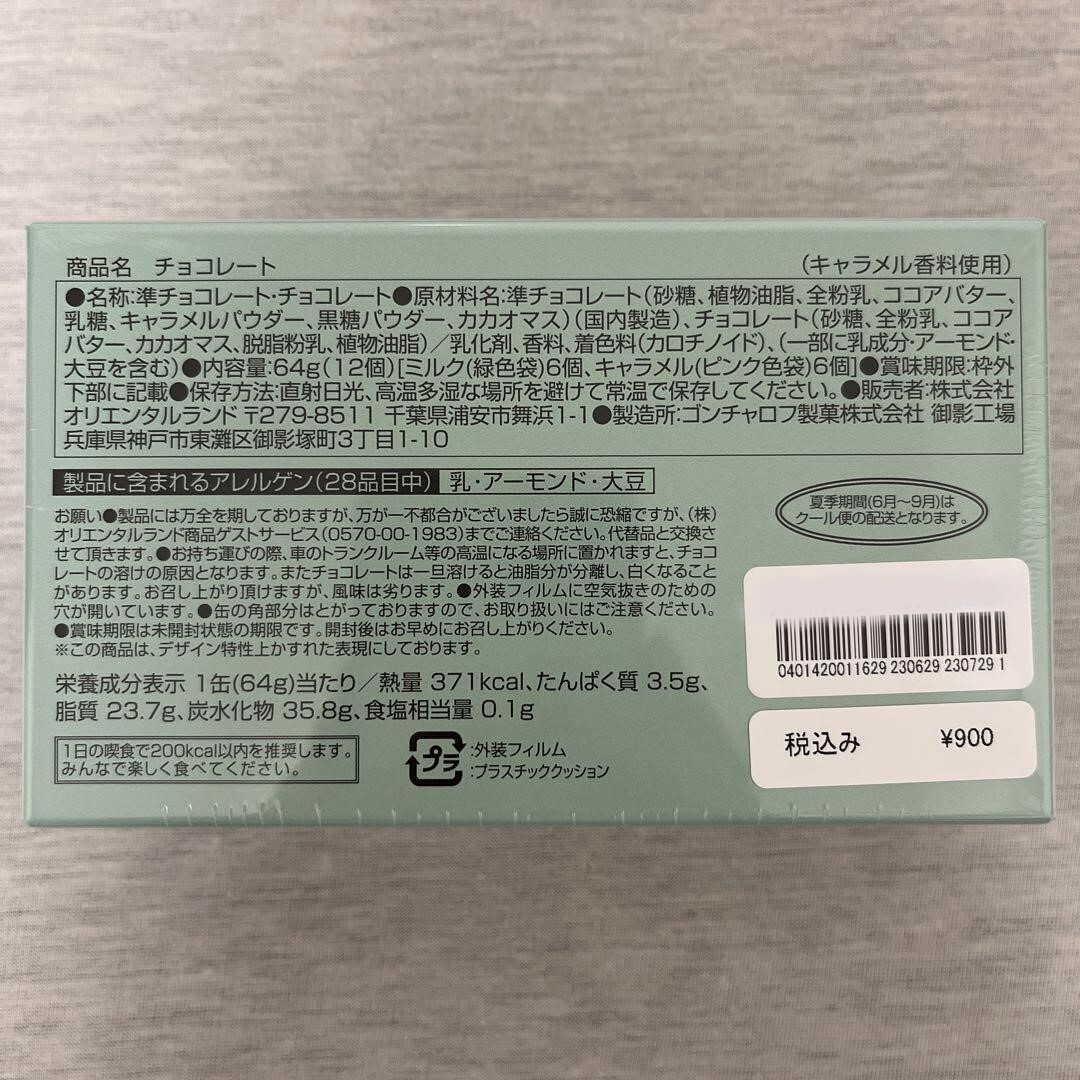 商品名　チョコレート　（キャラメル香料使用）
●名称:準チョコレート・チョコレート●原材料名:準チョコレート（砂糖、植物油脂、全粉乳、ココアバター、
乳糖、キャラメルパウダー、黒糖パウダー、カカオマス）（国内製造）、チョコレート（砂糖、全粉乳、ココア
バター、カカオマス、脱脂粉乳、植物油脂）／乳化剤、香料、着色料（カロチノイド）、（一部に乳成分・アーモンド・
大豆を含む）●内容量:64g（12個）[ミルク（緑色袋）6個、キャラメル（ピンク色袋）6個]●賞味期限:枠外
下部に記載●保存方法:直射日光、高温多湿な場所を避けて常温で保存してください。●販売者:株式会社
オリエンタルランド 〒279-8511 千葉県浦安市舞浜1-1●製造所:ゴンチャロフ製菓株式会社 御影工場
兵庫県神戸市東灘区御影塚町3丁目1-10
製品に含まれるアレルゲン（28品目中）　乳・アーモンド・大豆
お願い●製品には万全を期しておりますが、万が一不都合がございましたら誠に恐縮ですが、（株）
オリエンタルランド商品ゲストサービス（0570-00-1983）までご連絡ください。代替品と交換さ
せて頂きます。●お持ち運びの際、車のトランクルーム等の高温になる場所に置かれますと、チョコ
レートの溶けの原因となります。またチョコレートは一旦溶けると油脂分が分離し、白くなること
があります。お召し上がり頂けますが、風味は劣ります。●外装フィルムに空気抜きのための
穴が開いています。●缶の角部分はとがっておりますので、お取り扱いにはご注意ください。
●賞味期限は未開封状態の期限です。開封後はお早めにお召し上がりください。
※この商品は、デザイン特性上かすれた表現にしております。
夏季期間（6月～9月）は
クール便の配送となります。
栄養成分表示 1缶（64g）当たり／熱量 371kcal、たんぱく質 3.5g、
脂質 23.7g、炭水化物 35.8g、食塩相当量 0.1g
1日の喫食で200kcal以内を推奨します。
みんなで楽しく食べてください。
プラ
:外装フィルム
:プラスチッククッション
0401420011629 230629 230729 1
税込み　¥900